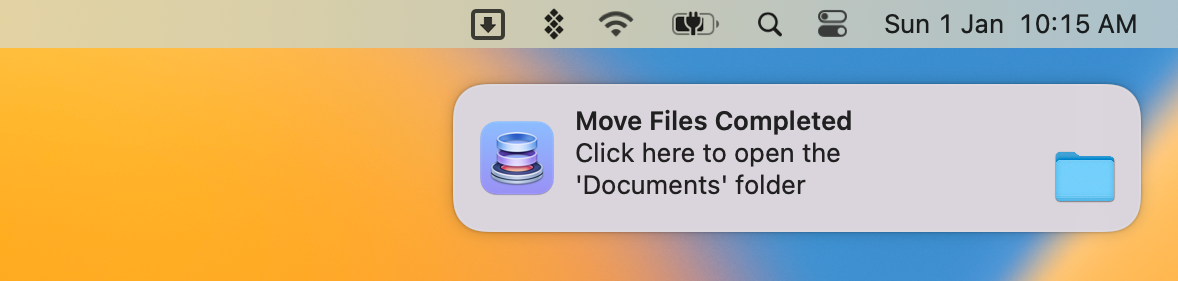 Sun 1 Jan 10:15 AM
Move Files Completed
Click here to open the
'Documents' folder